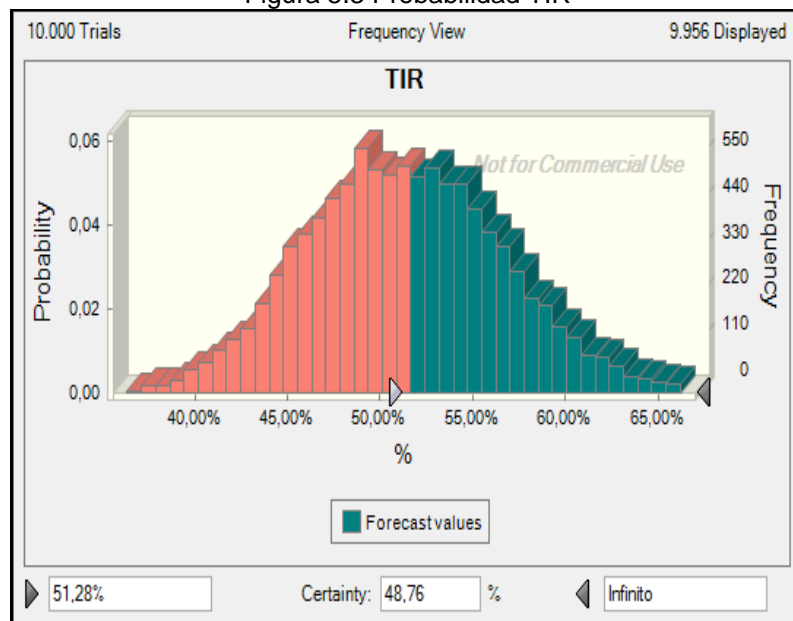 Figura 5.8 Probabilidad TIR
10.000 Trials Frequency View 9.956 Displayed
TIR
Not for Commercial Use
0,06
0,04
0,02
0,00
Probability
550
440
330
220
110
0
Frequency
40,00% 45,00% 50,00% 55,00% 60,00% 65,00%
%
Forecast values
51,28% Certainty: 48,76 % Infinito